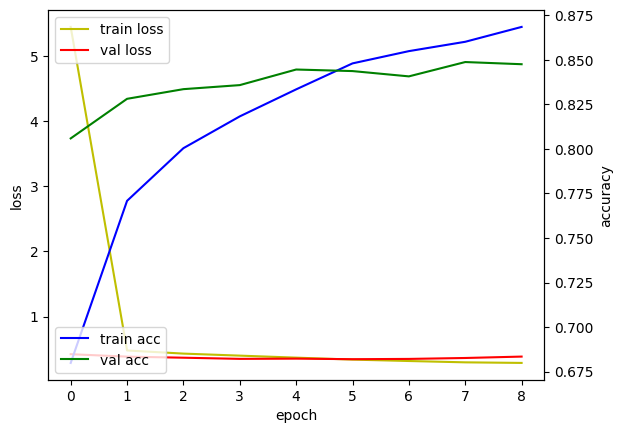 train loss
val loss
train acc
val acc
5
4
3
2
1
loss
0.875
0.850
0.825
0.800
0.775
0.750
0.725
0.700
0.675
accuracy
0 1 2 3 4 5 6 7 8
epoch